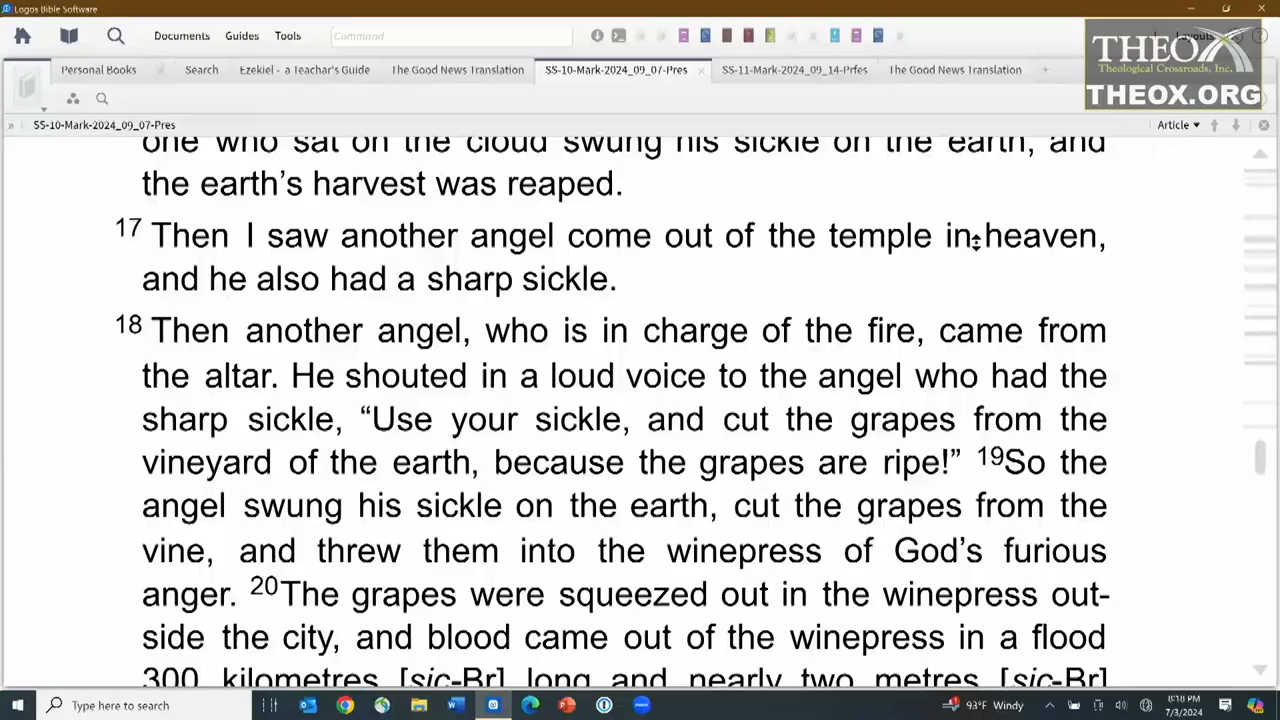 Logos Bible Software
Documents Guides Tools Command
THEOX
Theological Crossroads, Inc.
THEOX.ORG
Personal Books Search Ezekiel - a Teacher's Guide SS-10-Mark-2024_09_07-Pres SS-11-Mark-2024_09_14-Prfes The Good News Translation +
» SS-10-Mark-2024_09_07-Pres Article
one who sat on the cloud swung his sickle on the earth, and
the earth's harvest was reaped.
17 Then I saw another angel come out of the temple in heaven,
and he also had a sharp sickle.
18 Then another angel, who is in charge of the fire, came from
the altar. He shouted in a loud voice to the angel who had the
sharp sickle, “Use your sickle, and cut the grapes from the
vineyard of the earth, because the grapes are ripe!” 19So the
angel swung his sickle on the earth, cut the grapes from the
vine, and threw them into the winepress of God's furious
anger. 20The grapes were squeezed out in the winepress out-
side the city, and blood came out of the winepress in a flood
300 kilometres [sic-Br] long and nearly two metres [sic-Br]
Type here to search 93°F Windy 8:18 PM
7/3/2024